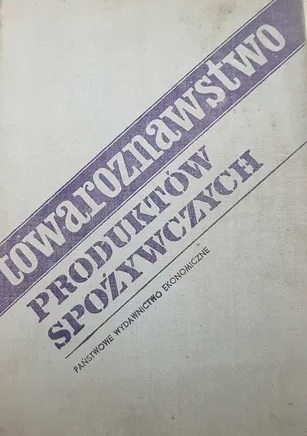 towaroznawstwo
PRODUKTÓW
SPOŻYWCZYCH
PAŃSTWOWE WYDAWNICTWO EKONOMICZNE